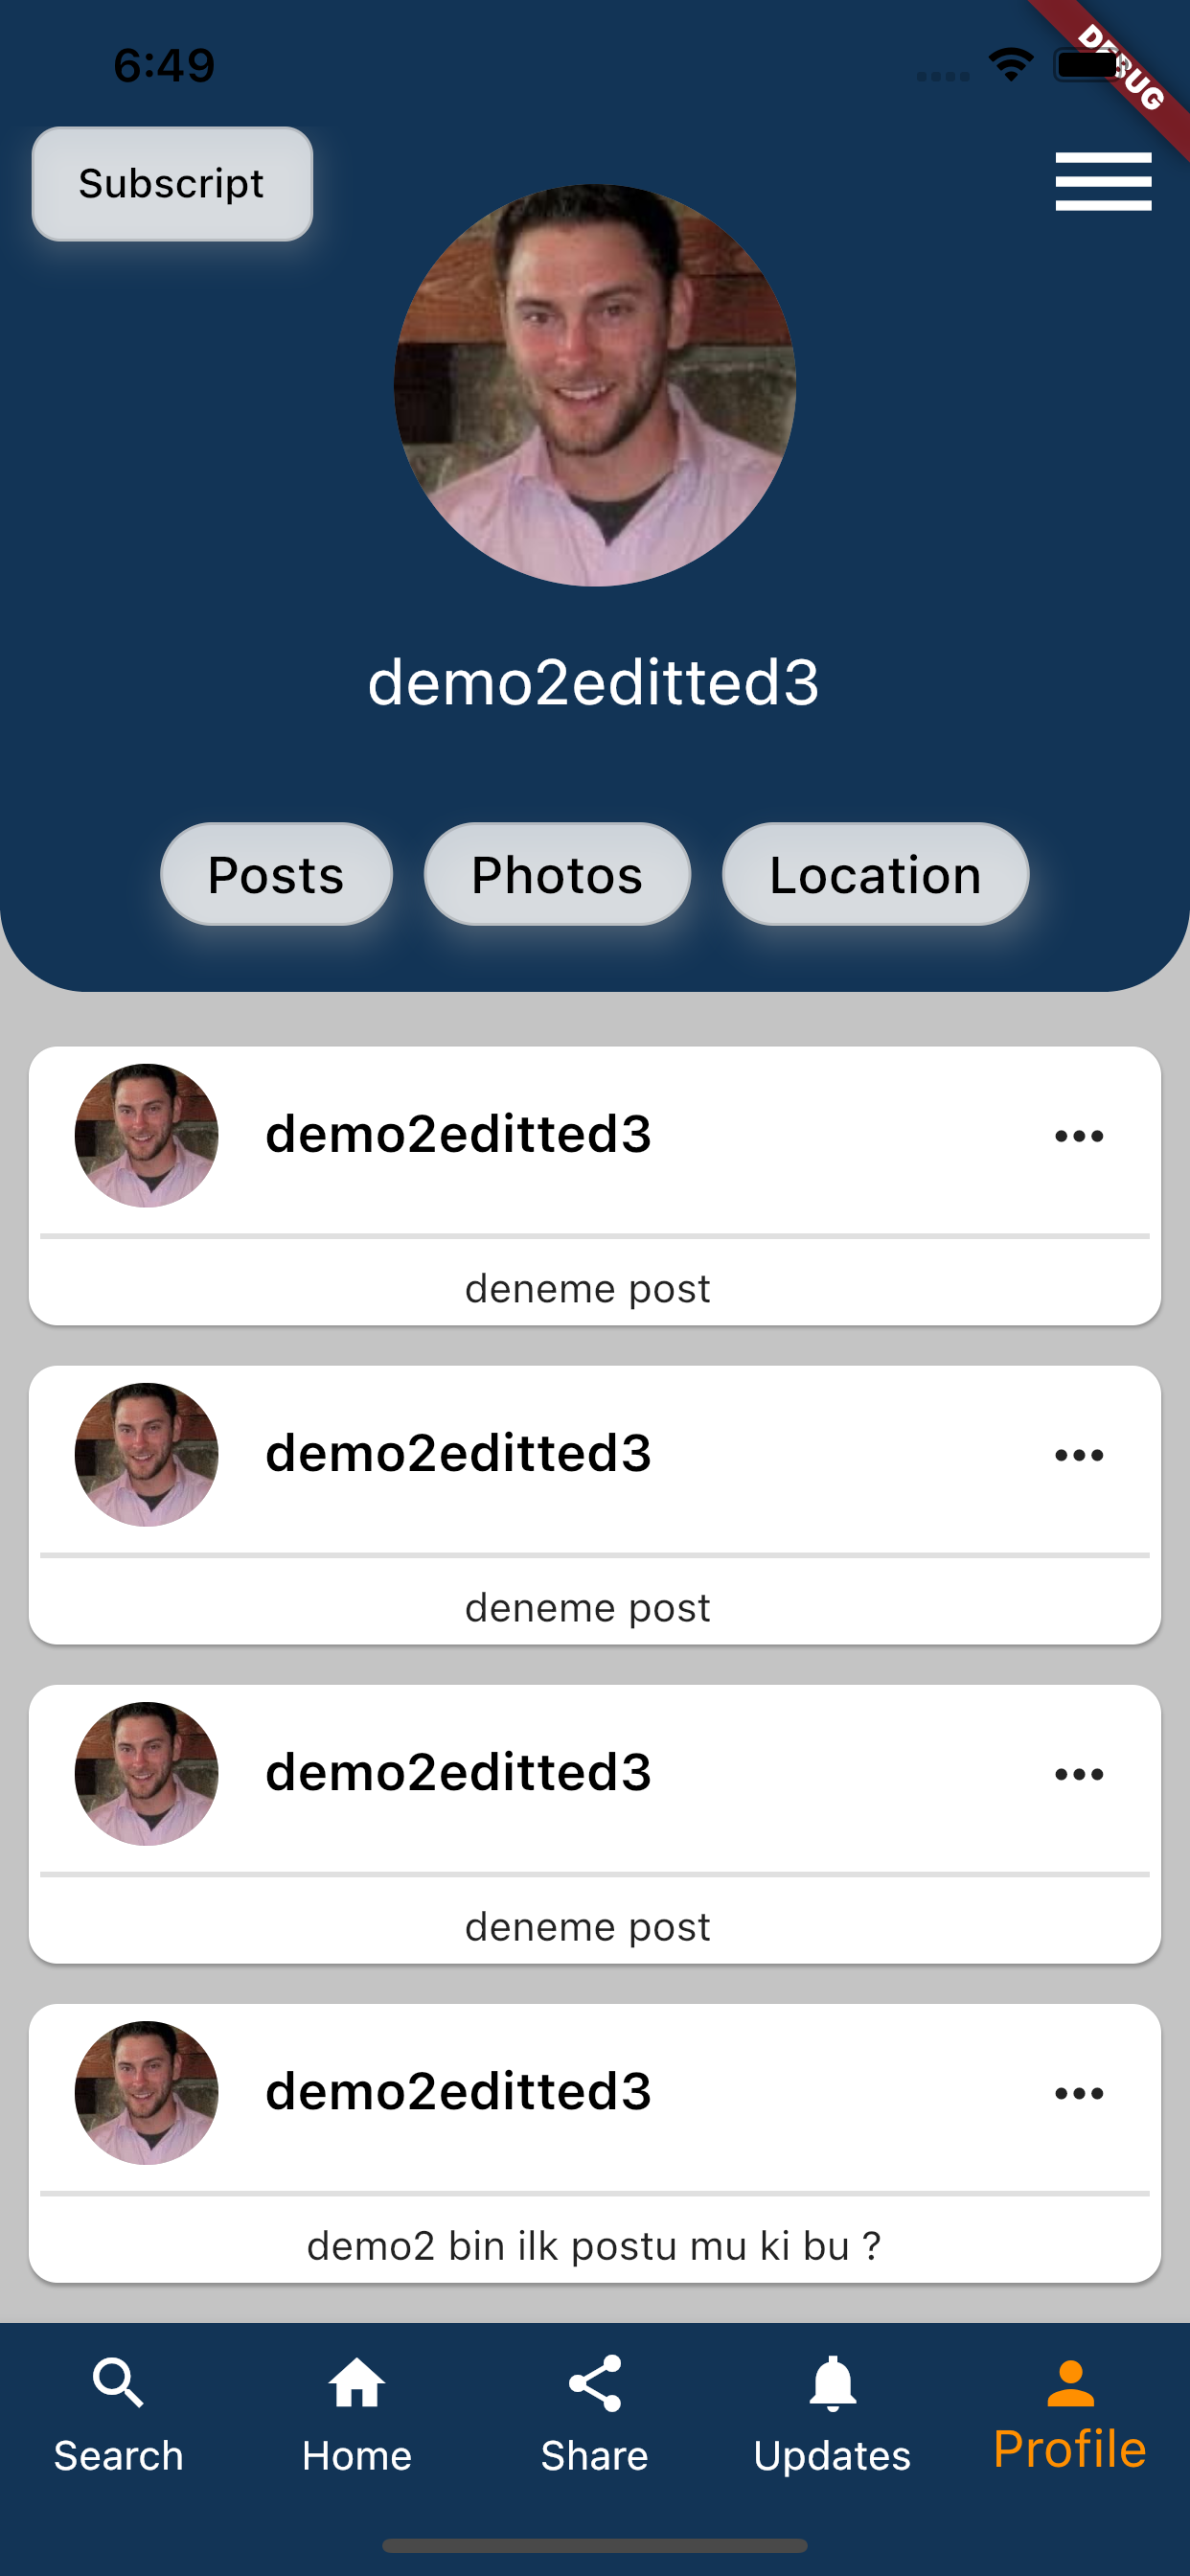 6:49
DEBUG
Subscript
demo2editted3
Posts Photos Location
demo2editted3
deneme post
demo2editted3
deneme post
demo2editted3
deneme post
demo2editted3
demo2 bin ilk postu mu ki bu ?
Search Home Share Updates Profile